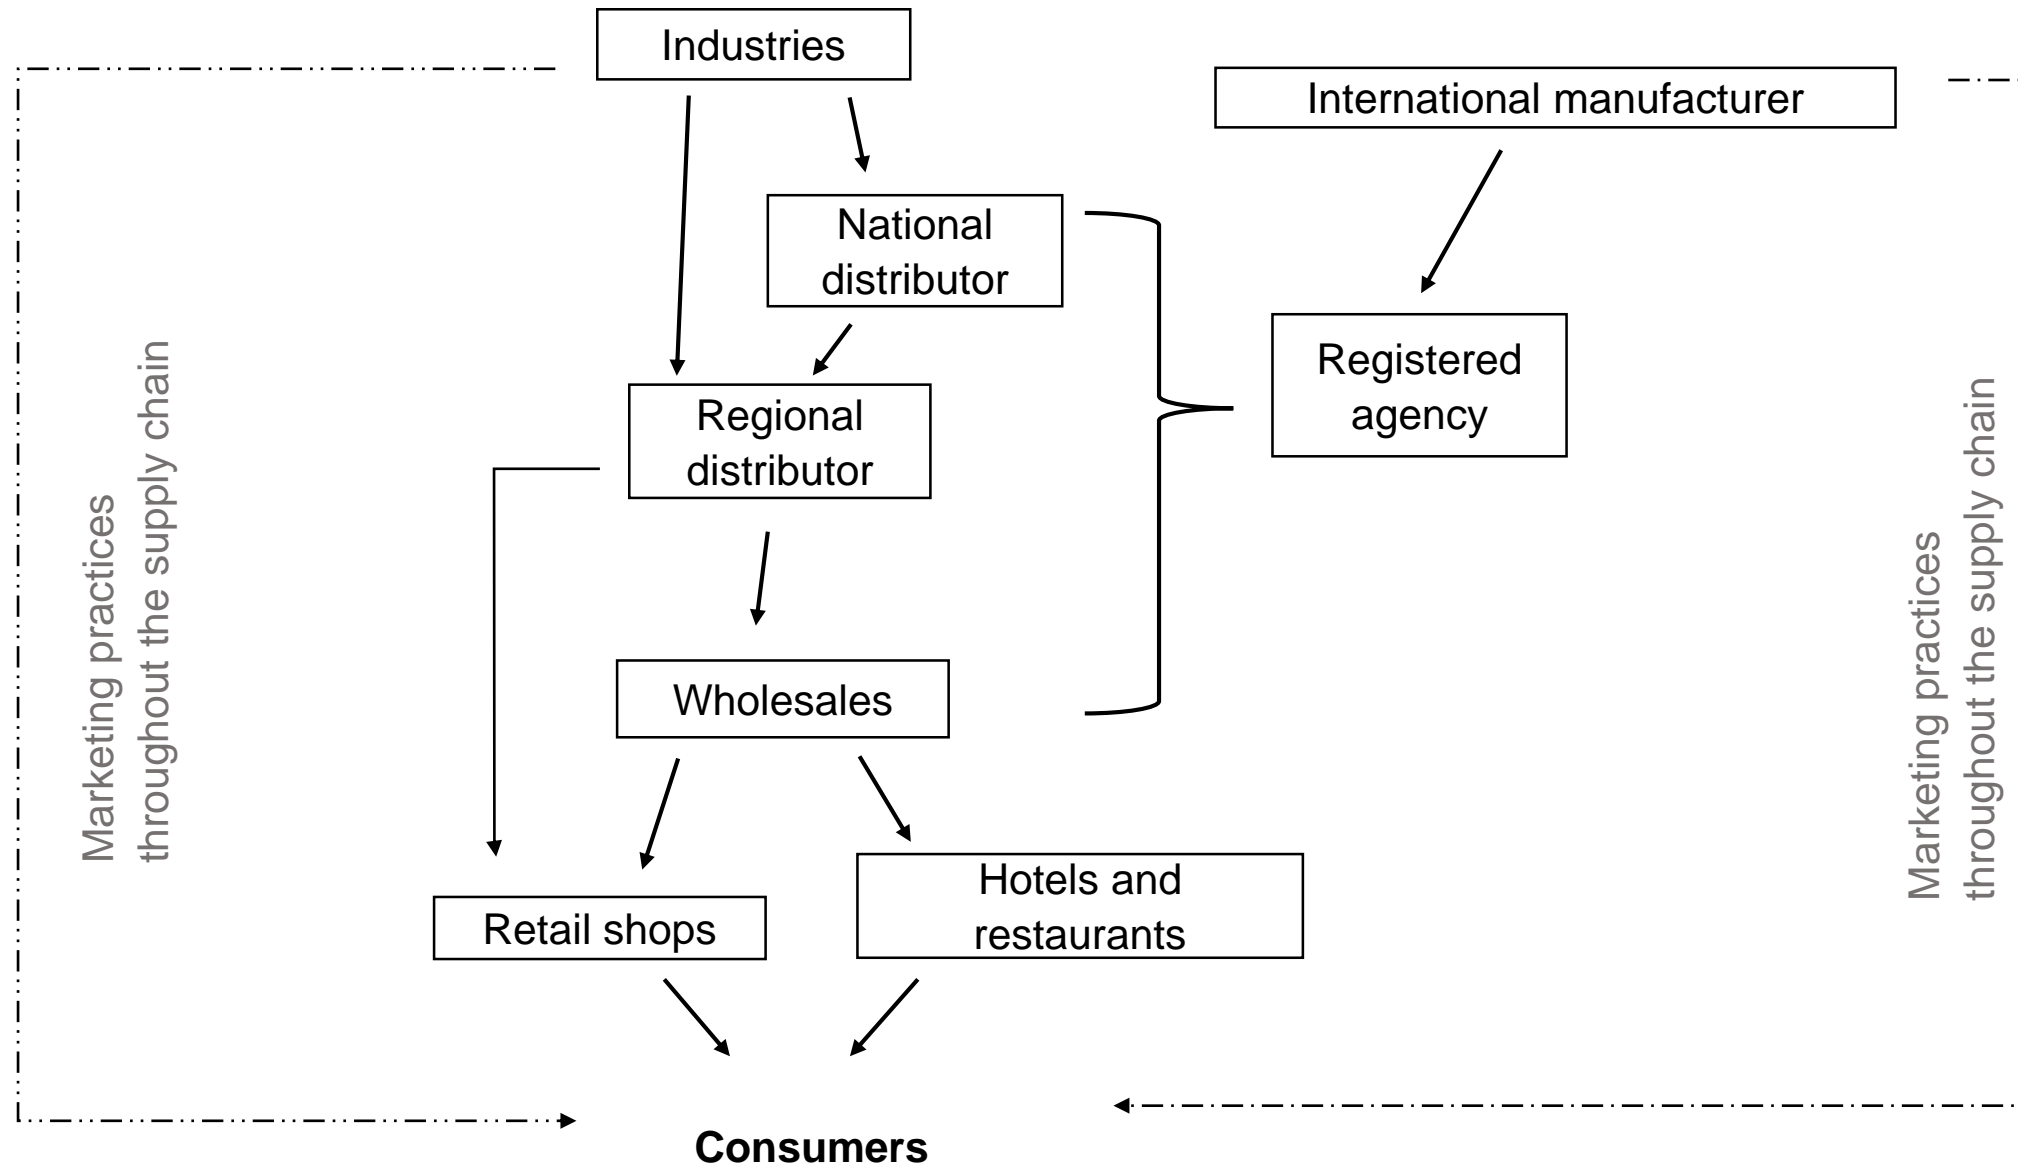 Industries
International manufacturer
National
distributor
Registered
agency
Regional
distributor
Marketing practices
throughout the supply chain
Marketing practices
throughout the supply chain
Wholesales
Hotels and
restaurants
Retail shops
Consumers